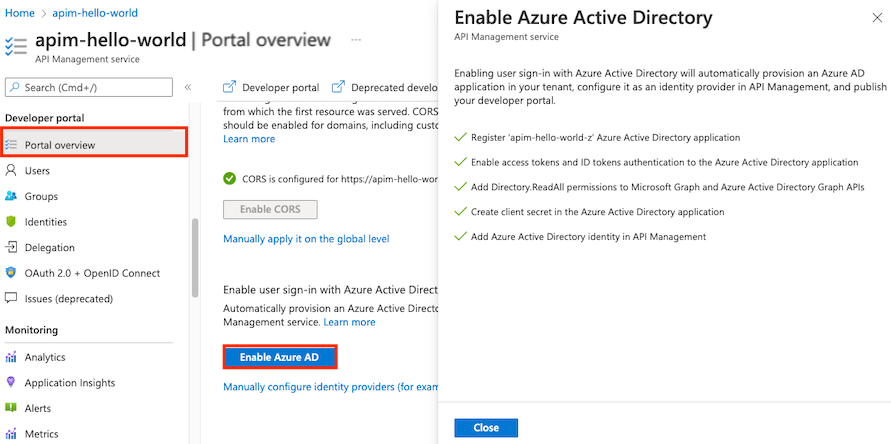 Home > apim-hello-world
apim-hello-world | Portal overview ...
API Management service
Search (Cmd+/)
«
Developer portal
Portal overview
Users
Groups
Identities
Delegation
OAuth 2.0 + OpenID Connect
Issues (deprecated)
Monitoring
Analytics
Application Insights
Alerts
Metrics
Developer portal
Deprecated develo
from which the first resource was served. CORS
should be enabled for domains, including custo
Learn more
CORS is configured for https://apim-hello-wor
Enable CORS
Manually apply it on the global level
Enable user sign-in with Azure Active Directory
Automatically provision an Azure Active Directo
Management service. Learn more
Enable Azure AD
Manually configure identity providers (for exam
Enable Azure Active Directory
API Management service
Enabling user sign-in with Azure Active Directory will automatically provision an Azure AD
application in your tenant, configure it as an identity provider in API Management, and publish
your developer portal.
Register 'apim-hello-world-z' Azure Active Directory application
Enable access tokens and ID tokens authentication to the Azure Active Directory application
Add Directory.ReadAll permissions to Microsoft Graph and Azure Active Directory Graph APIs
Create client secret in the Azure Active Directory application
Add Azure Active Directory identity in API Management
Close